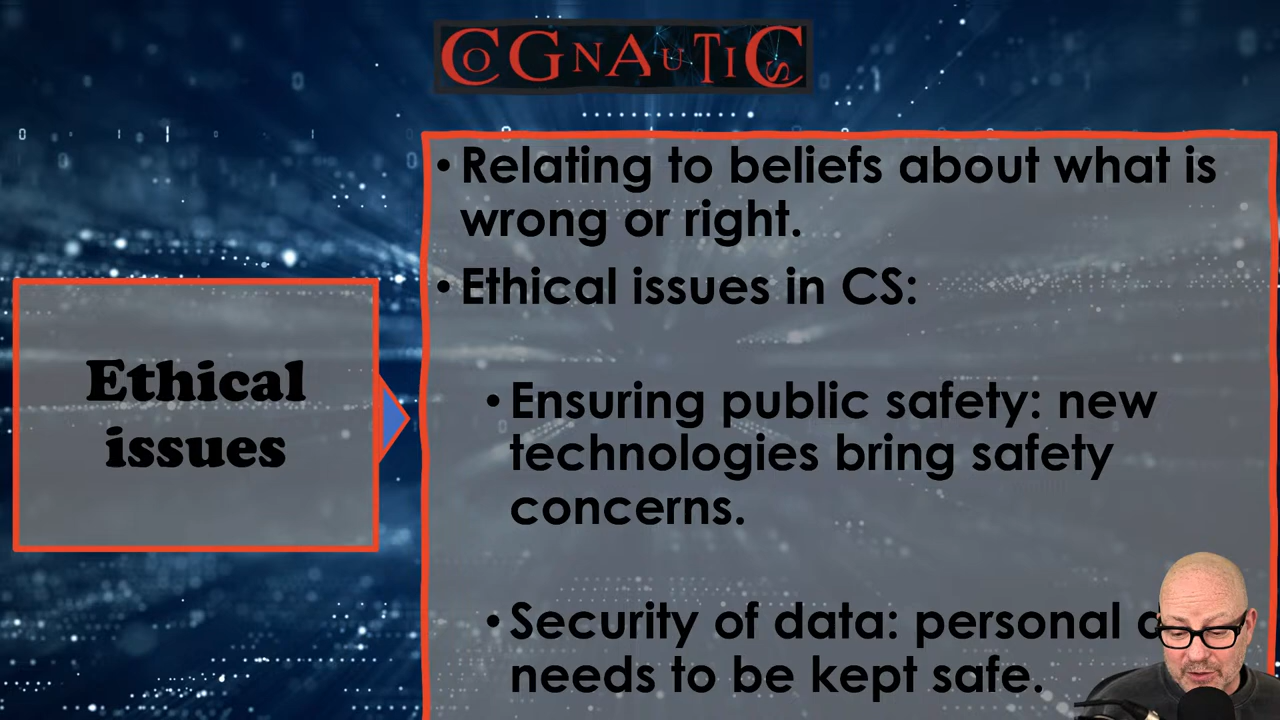 COGNAUTICS
Ethical
issues
• Relating to beliefs about what is
wrong or right.
• Ethical issues in CS:
• Ensuring public safety: new
technologies bring safety
concerns.
• Security of data: personal
needs to be kept safe.